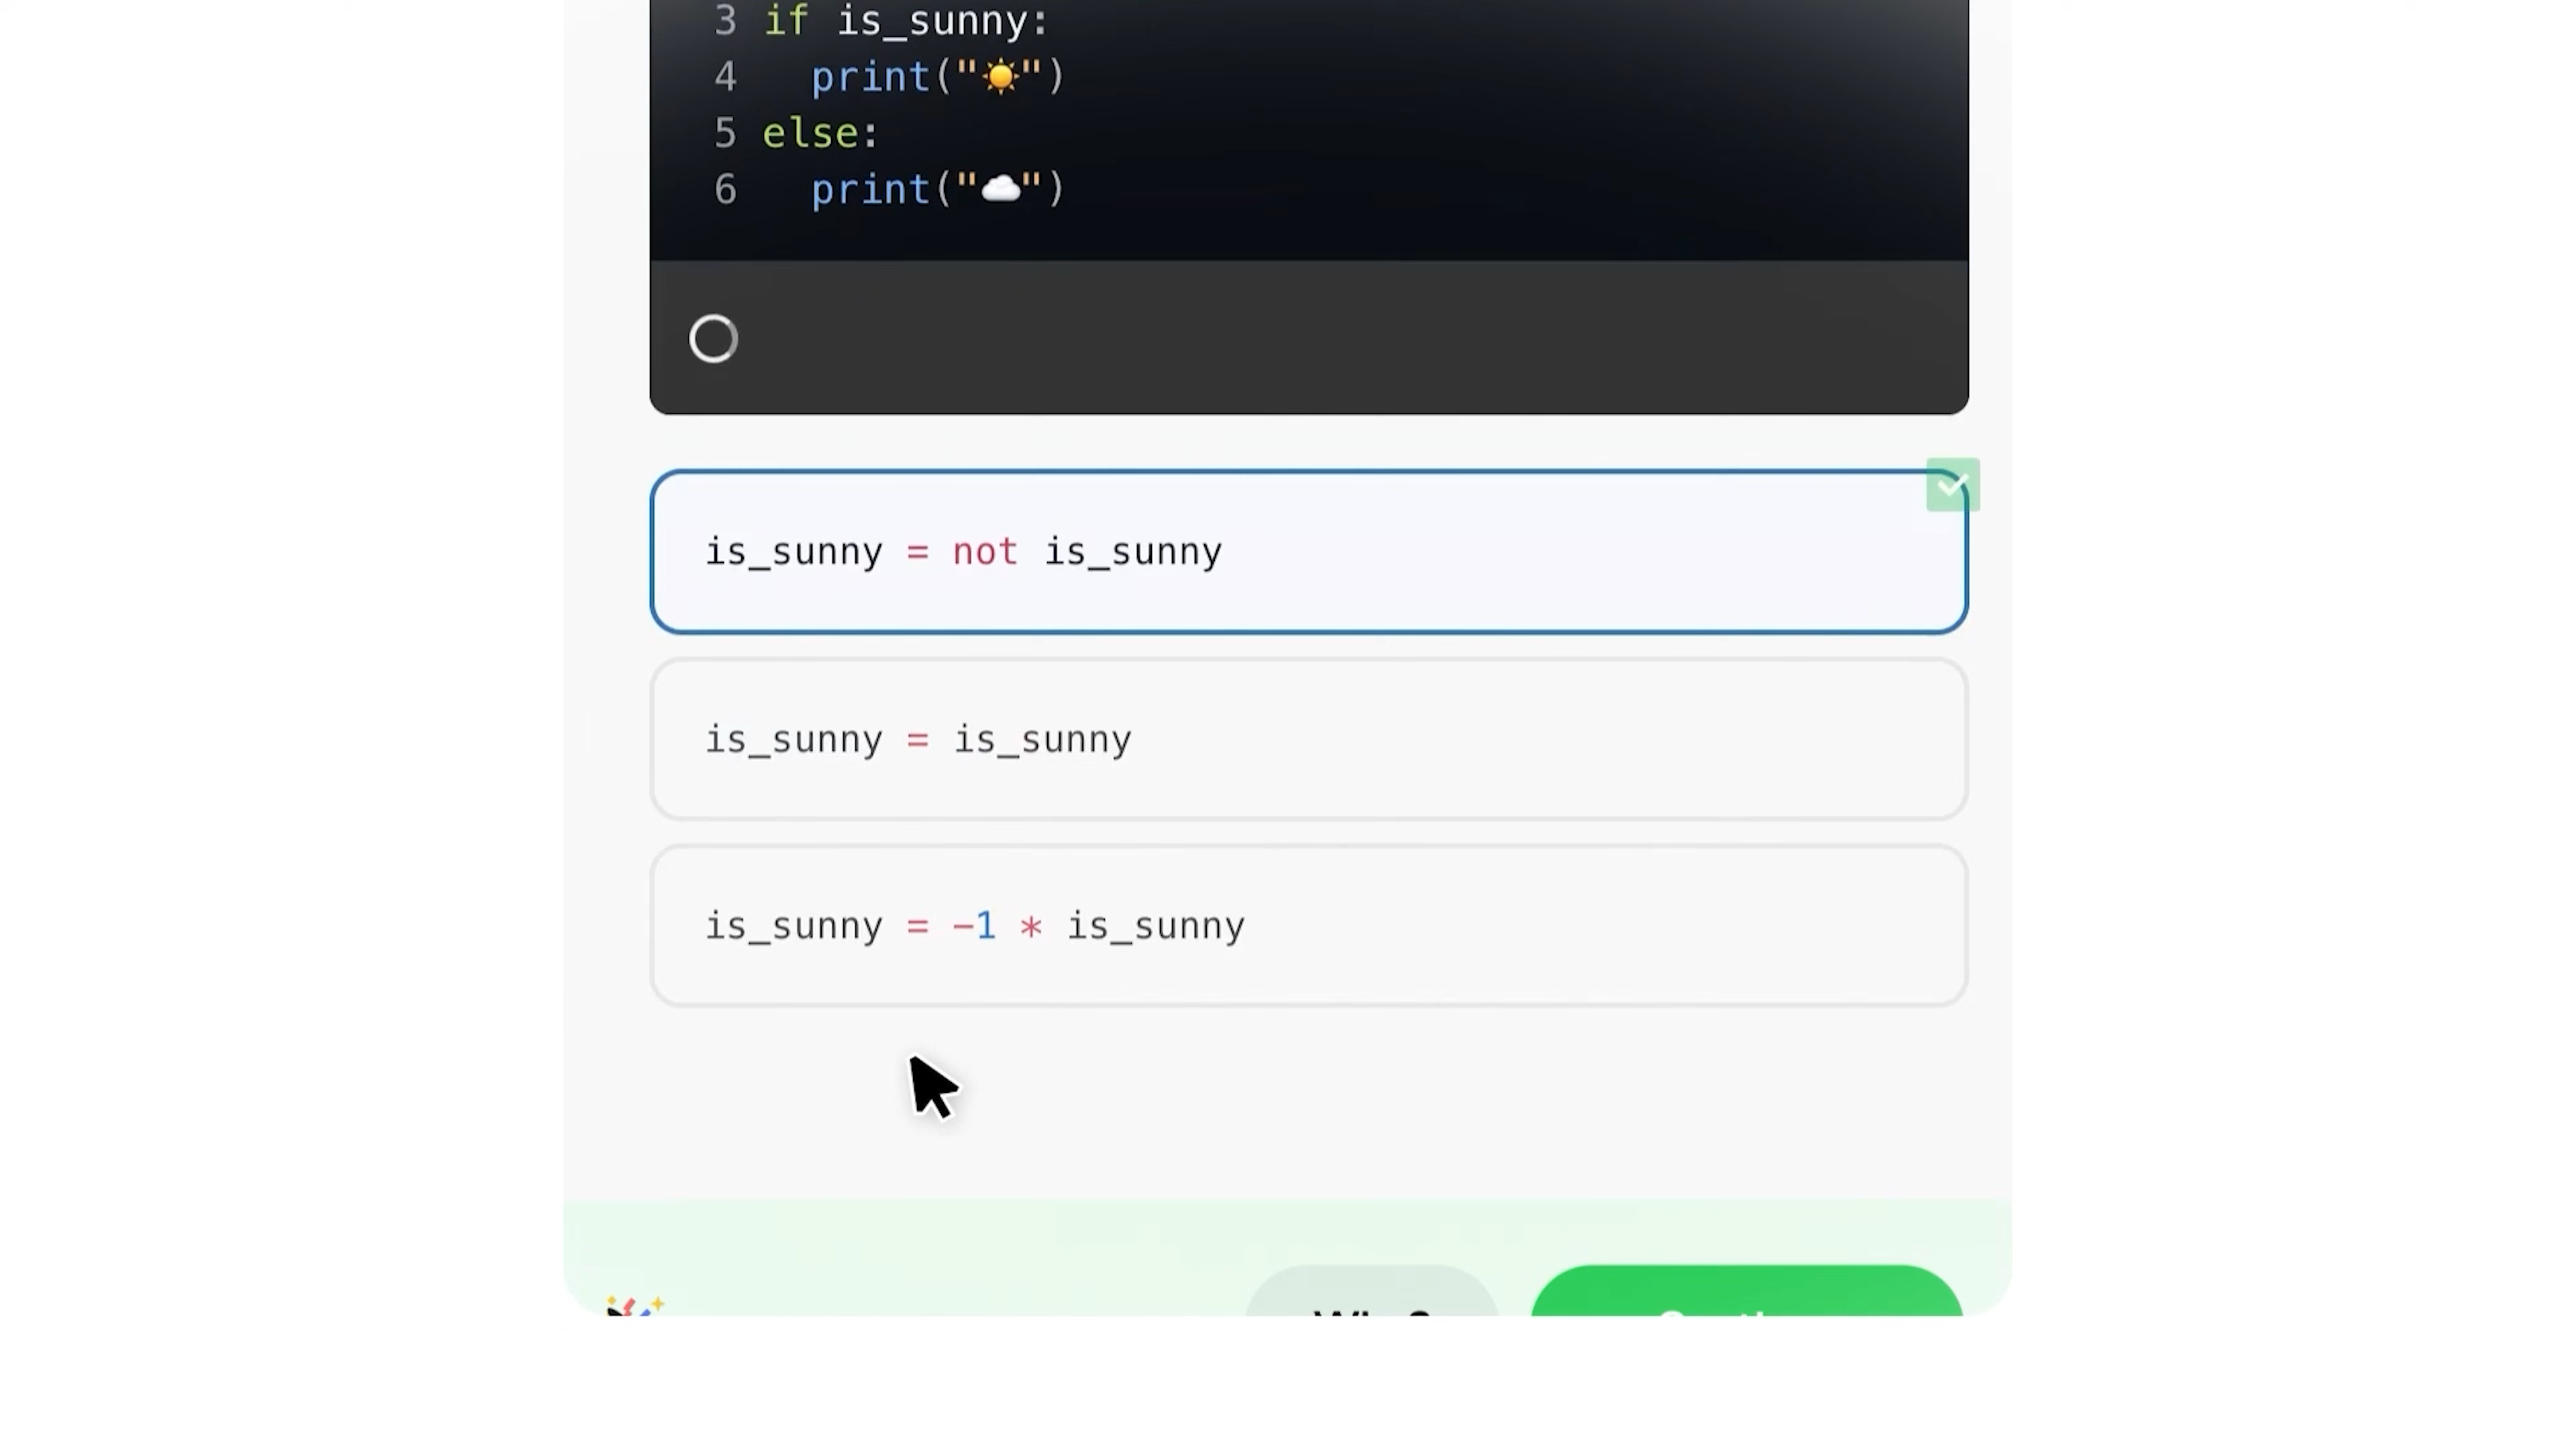 3 if is_sunny:
4 print("☀️")
5 else:
6 print("☁️")
is_sunny = not is_sunny
is_sunny = is_sunny
is_sunny = -1 * is_sunny